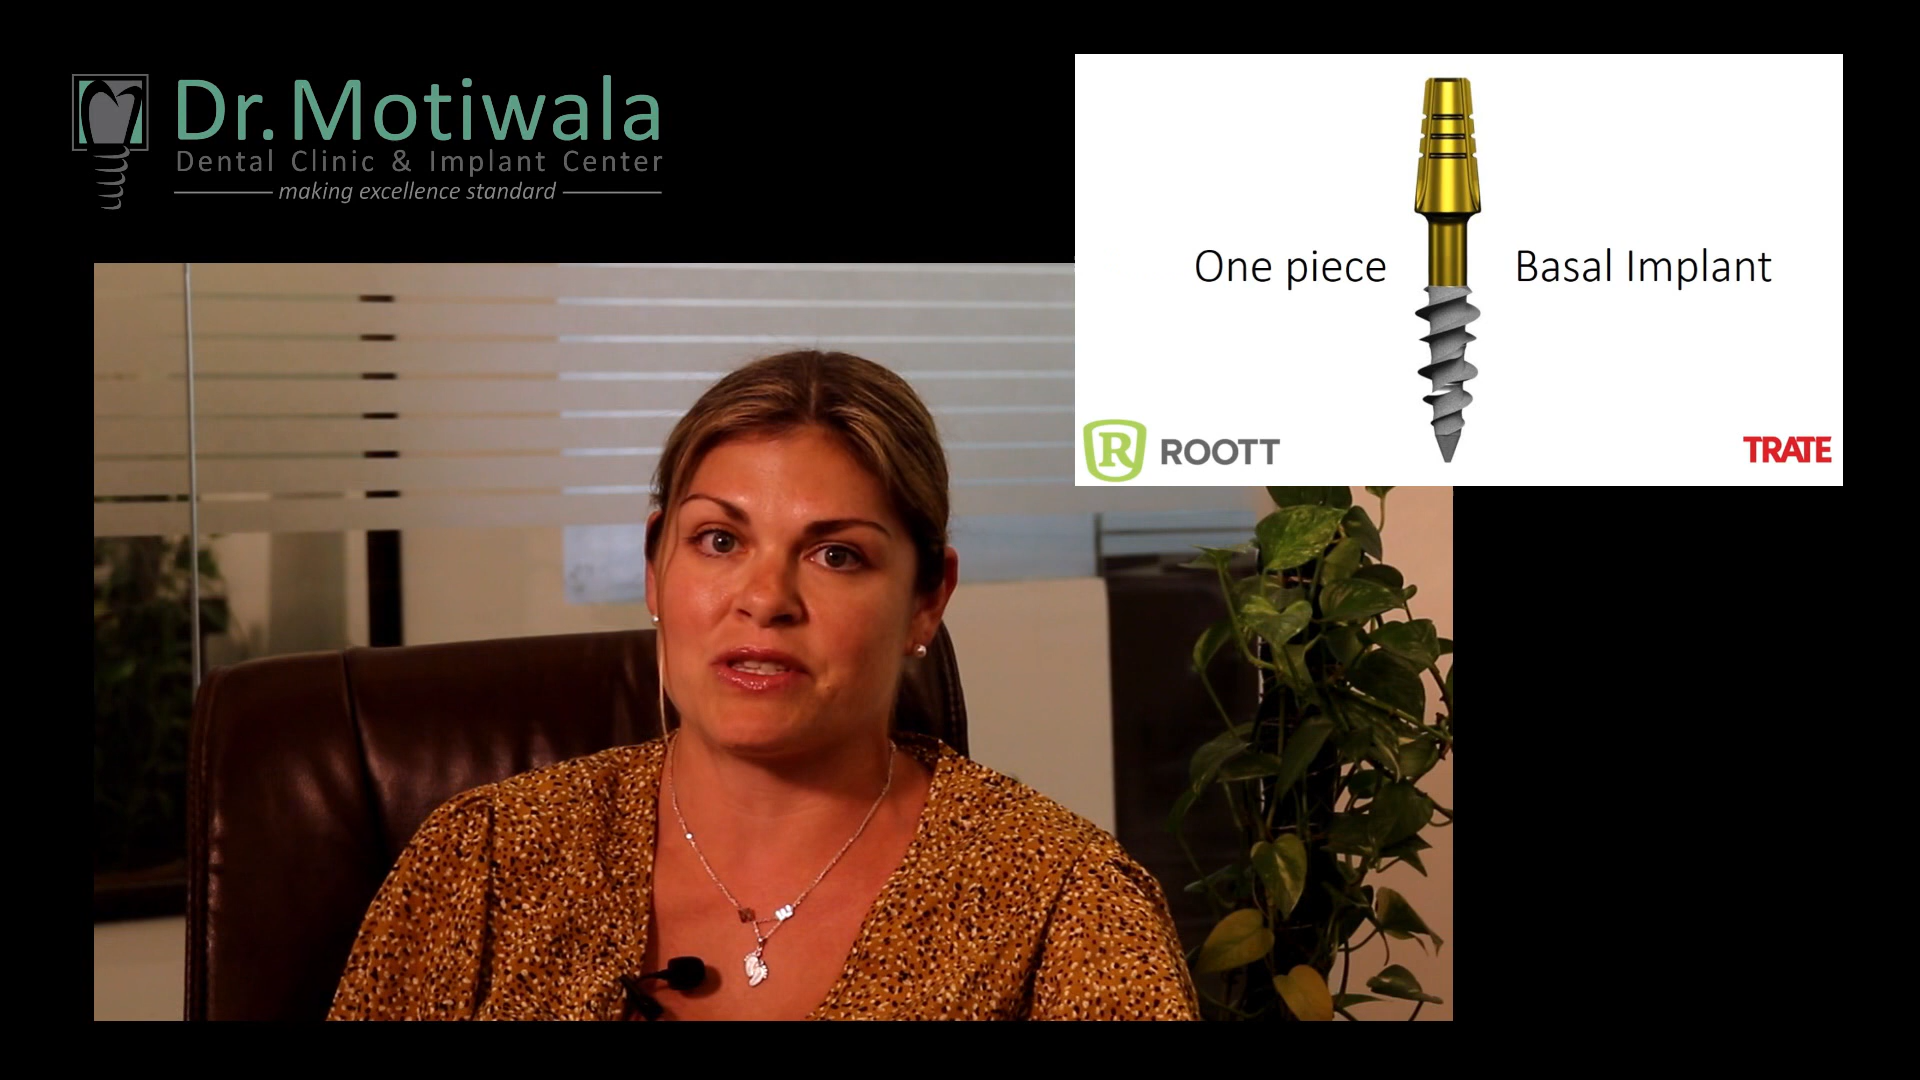 Dr. Motiwala
Dental Clinic & Implant Center
making excellence standard
One piece
Basal Implant
R ROOTT
TRATE